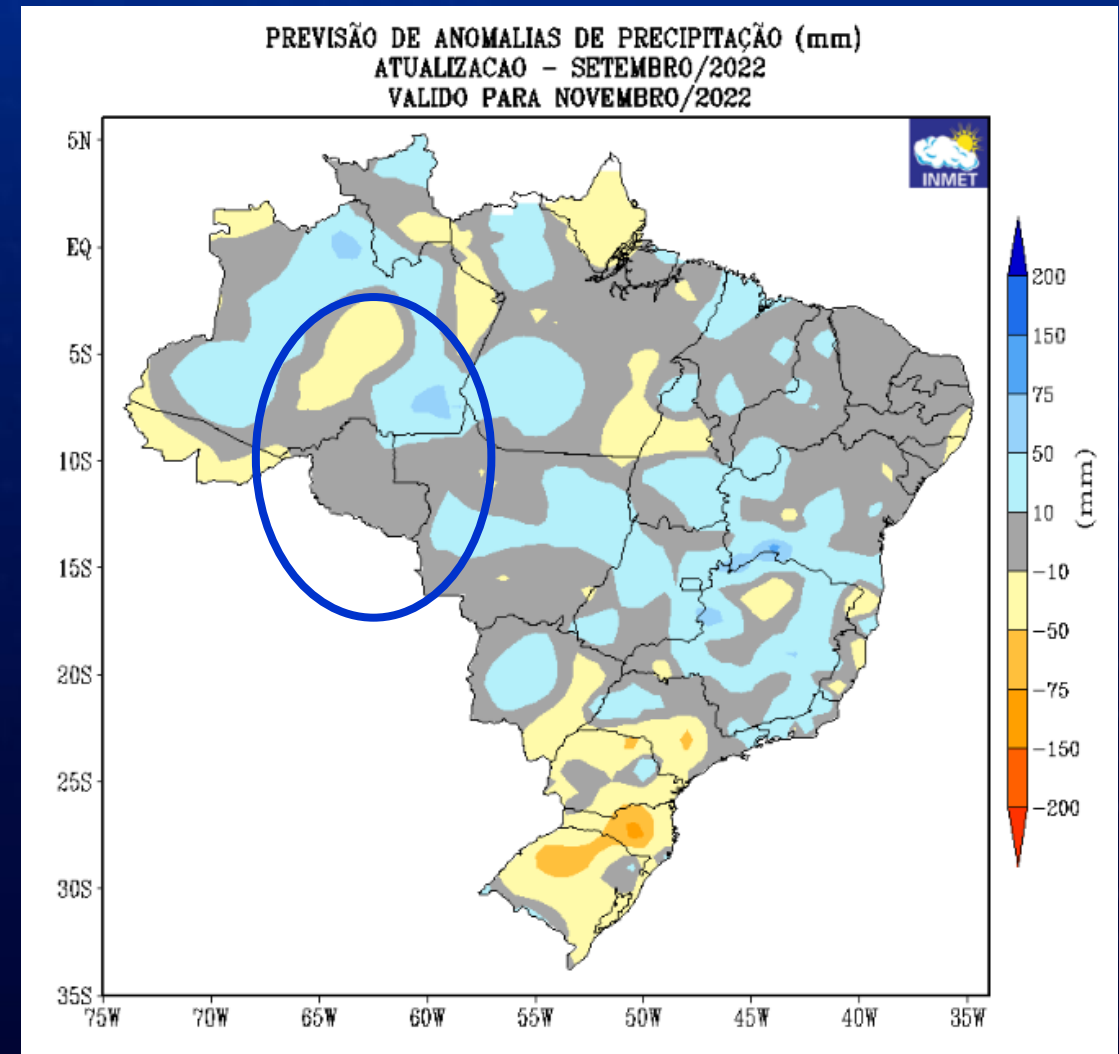 PREVISÃO DE ANOMALIAS DE PRECIPITAÇÃO (mm)
ATUALIZACAO - SETEMBRO/2022
VALIDO PARA NOVEMBRO/2022
INMET
5N
EQ
5S
10S
15S
20S
25S
30S
35S
75W 70W 65W 60W 55W 50W 45W 40W 35W
200
150
75
50
10
-10
-50
-75
-150
-200
(mm)